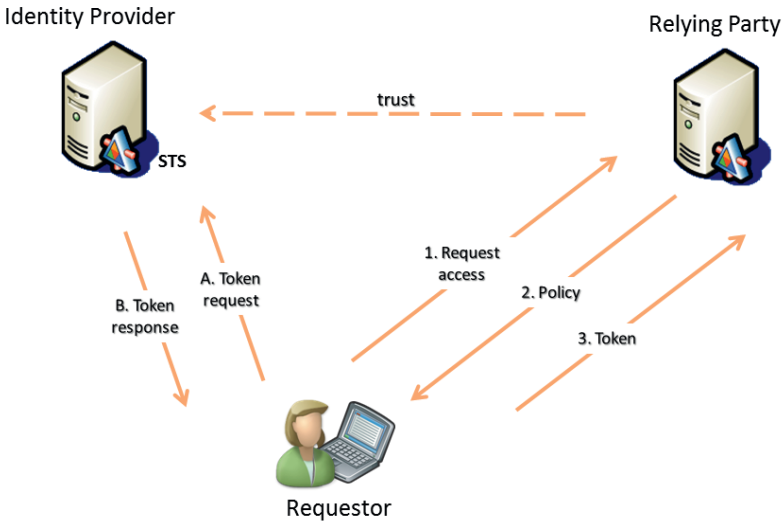 Identity Provider
Relying Party
trust
STS
1. Request
access
A. Token
request
2. Policy
B. Token
response
3. Token
Requestor